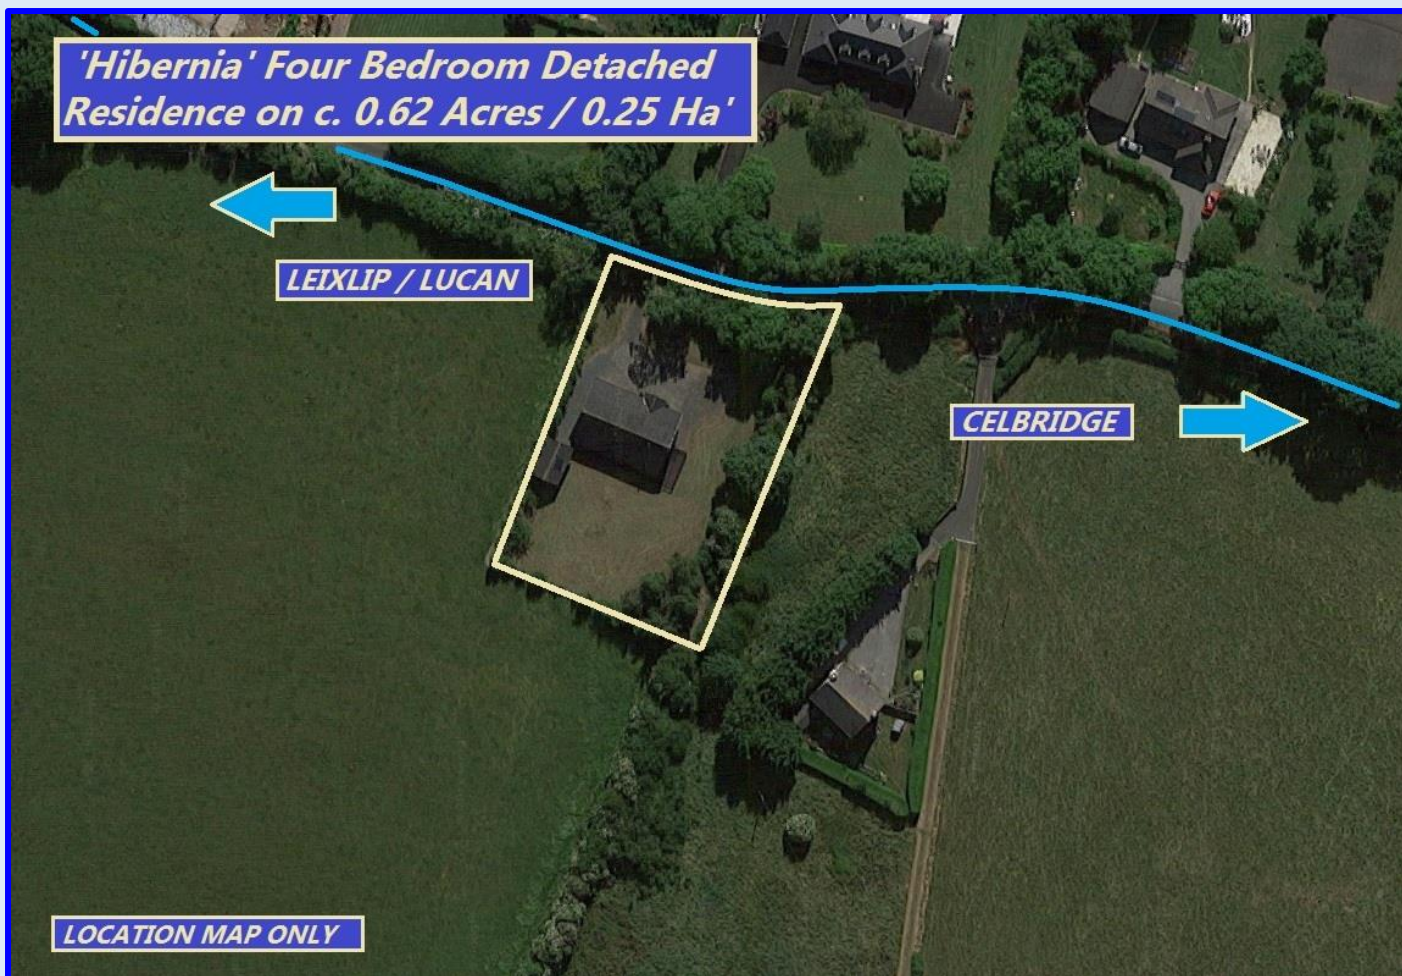 'Hibernia' Four Bedroom Detached
Residence on c. 0.62 Acres / 0.25 Ha'
LEIXLIP / LUCAN
CELBRIDGE
LOCATION MAP ONLY